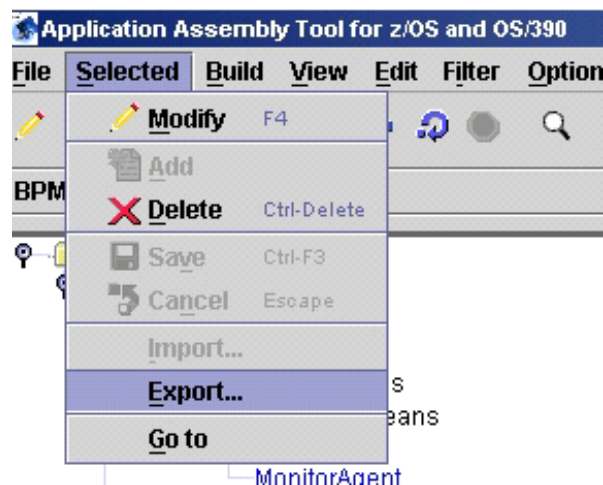 Application Assembly Tool for z/OS and OS/390
File Selected Build View Edit Filter Option
Modify F4
Add
BPM
Delete Ctrl-Delete
Save Ctrl-F3
Cancel Escape
Import...
Export...
s
eans
Go to
MonitorAgent